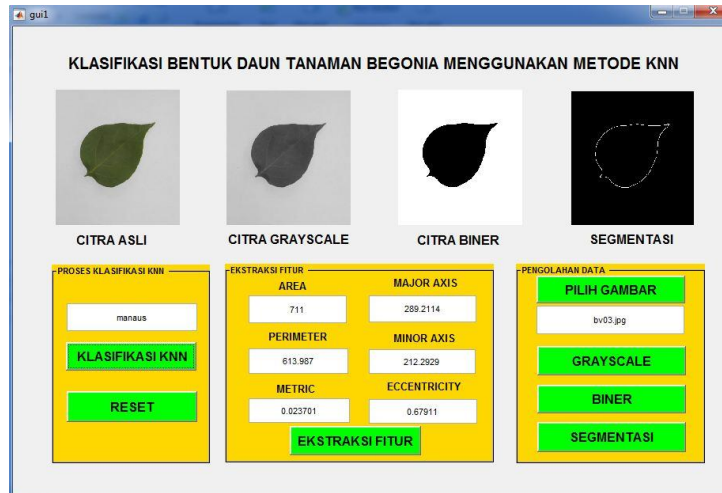 gui1
KLASIFIKASI BENTUK DAUN TANAMAN BEGONIA MENGGUNAKAN METODE KNN
CITRA ASLI
CITRA GRAYSCALE
CITRA BINER
SEGMENTASI
PROSES KLASIFIKASI KNN
manaus
KLASIFIKASI KNN
RESET
EKSTRAKSI FITUR
AREA
MAJOR AXIS
711
289.2114
PERIMETER
MINOR AXIS
613.987
212.2929
METRIC
ECCENTRICITY
0.023701
0.67911
EKSTRAKSI FITUR
PENGOLAHAN DATA
PILIH GAMBAR
bv03.jpg
GRAYSCALE
BINER
SEGMENTASI